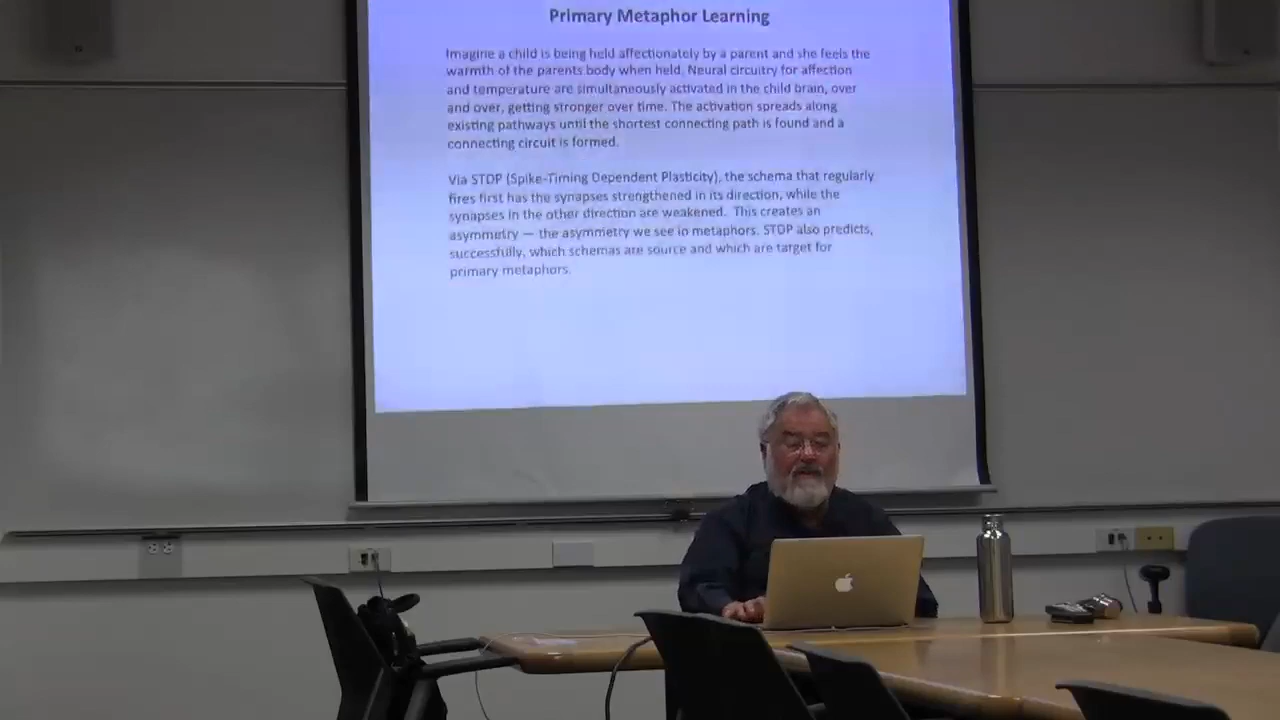 Primary Metaphor Learning
Imagine a child is being held affectionately by a parent and she feels the
warmth of the parents body when held. Neural circuitry for affection
and temperature are simultaneously activated in the child brain, over
and over, getting stronger over time. The activation spreads along
existing pathways until the shortest connecting path is found and a
connecting circuit is formed.
Via STDP (Spike-Timing Dependent Plasticity), the schema that regularly
fires first has the synapses strengthened in its direction, while the
synapses in the other direction are weakened. This creates an
asymmetry — the asymmetry we see in metaphors. STDP also predicts,
successfully, which schemas are source and which are target for
primary metaphors.